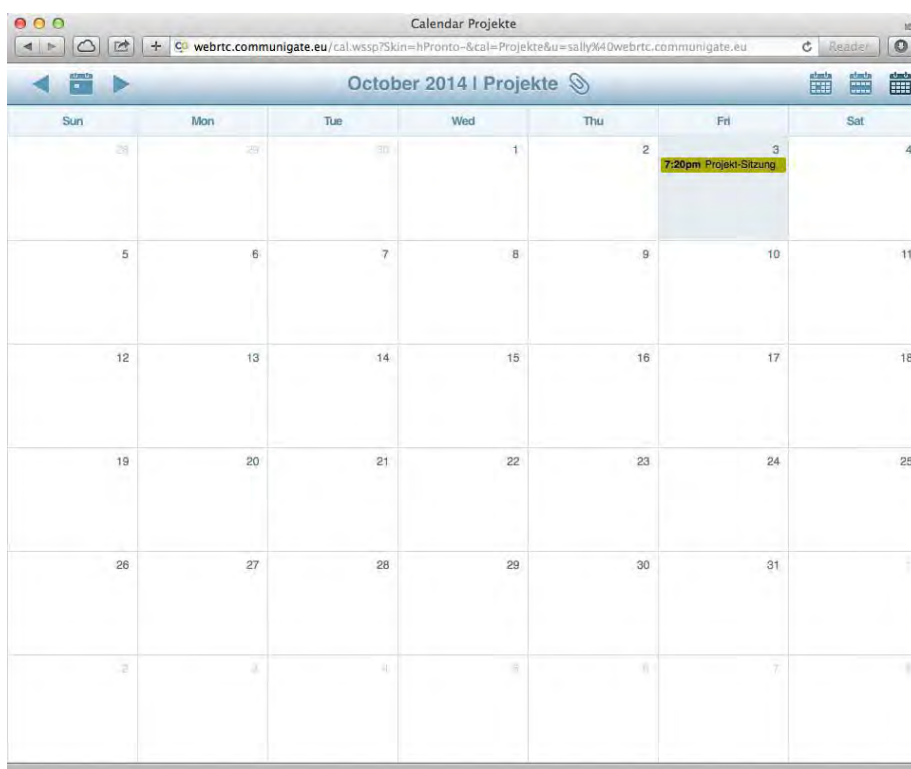 Calendar Projekte
webrtc.communigate.eu/cal.wssp?Skin=hPronto-&cal=Projekte&u=sally%40webrtc.communigate.eu
Reader
October 2014 | Projekte
Sun Mon Tue Wed Thu Fri Sat
28 29 30 1 2 3 4
7:20pm Projekt-Sitzung
5 6 7 8 9 10 11
12 13 14 15 16 17 18
19 20 21 22 23 24 25
26 27 28 29 30 31
2 3 4 5 6 7 8